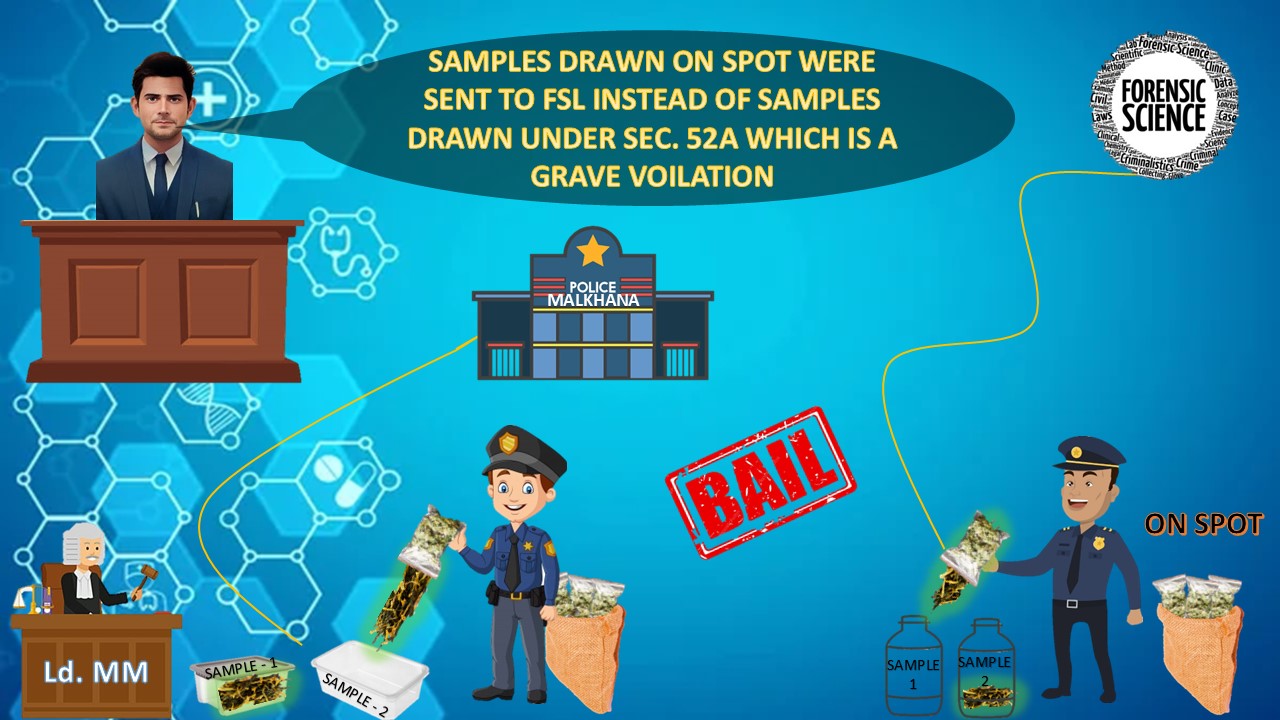 SAMPLES DRAWN ON SPOT WERE
SENT TO FSL INSTEAD OF SAMPLES
DRAWN UNDER SEC. 52A WHICH IS A
GRAVE VOILATION
FORENSIC
SCIENCE
POLICE
MALKHANA
BAIL
ON SPOT
Ld. MM
SAMPLE - 1
SAMPLE - 2
SAMPLE
1
SAMPLE
2